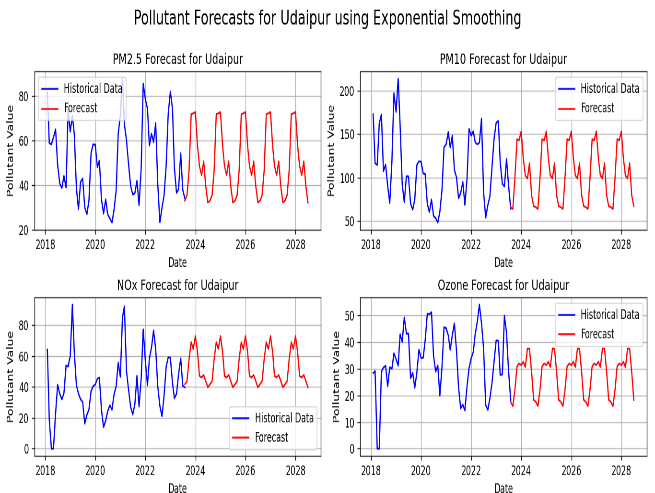 Pollutant Forecasts for Udaipur using Exponential Smoothing
PM2.5 Forecast for Udaipur
Pollutant Value
80
60
40
20
Historical Data
Forecast
2018 2020 2022 2024 2026 2028
Date
PM10 Forecast for Udaipur
Pollutant Value
200
150
100
50
Historical Data
Forecast
2018 2020 2022 2024 2026 2028
Date
NOx Forecast for Udaipur
Pollutant Value
80
60
40
20
0
Historical Data
Forecast
2018 2020 2022 2024 2026 2028
Date
Ozone Forecast for Udaipur
Pollutant Value
50
40
30
20
10
0
Historical Data
Forecast
2018 2020 2022 2024 2026 2028
Date